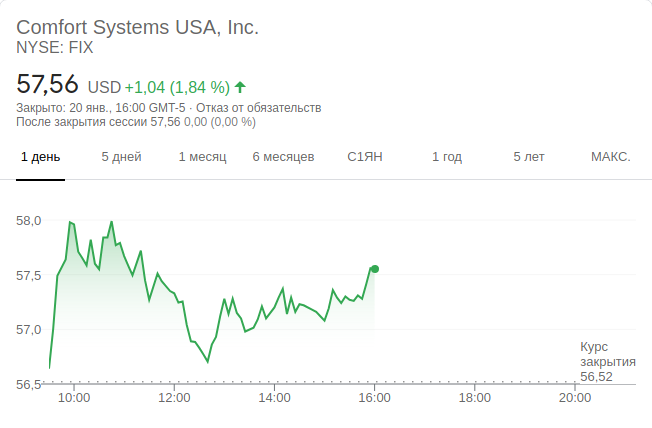 Comfort Systems USA, Inc.
NYSE: FIX
57,56 USD +1,04 (1,84 %)
Закрыто: 20 янв., 16:00 GMT-5 · Отказ от обязательств
После закрытия сессии 57,56 0,00 (0,00 %)
1 день 5 дней 1 месяц 6 месяцев С1ЯН 1 год 5 лет МАКС.
58,0
57,5
57,0
Курс
закрытия
56,52
56,5
10:00 12:00 14:00 16:00 18:00 20:00